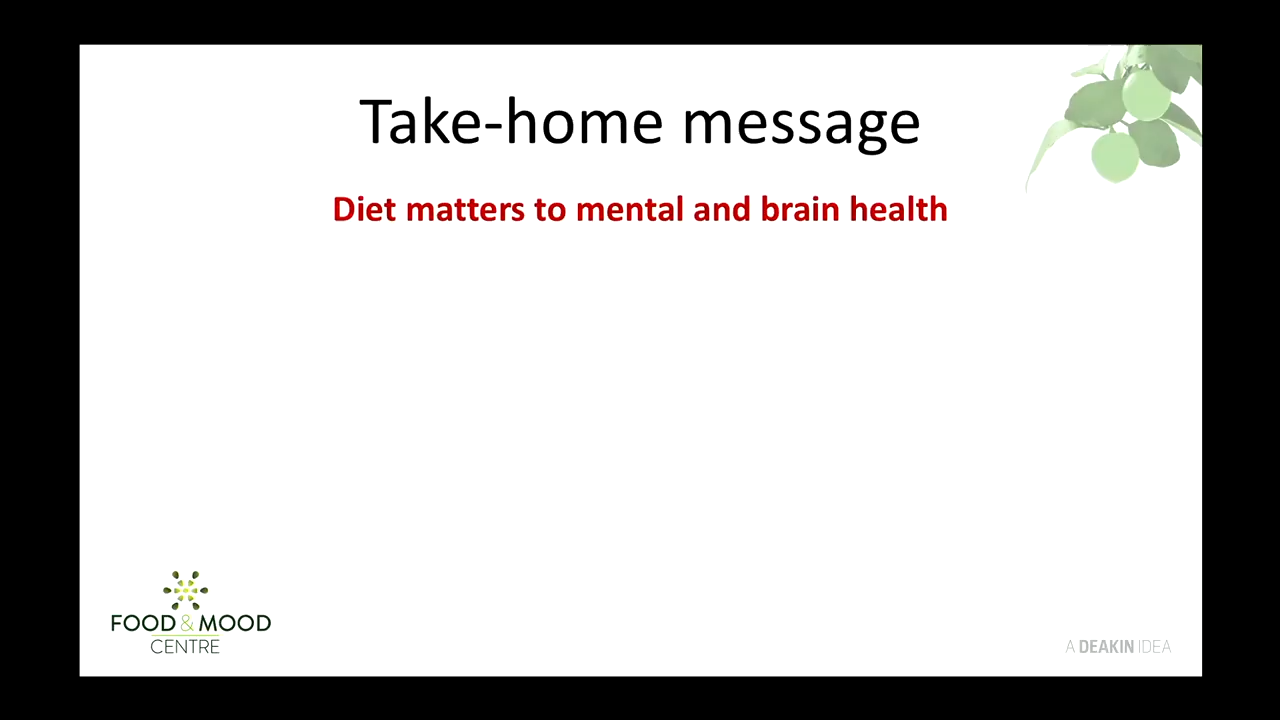 Take-home message
Diet matters to mental and brain health
FOOD & MOOD
CENTRE
A DEAKIN IDEA